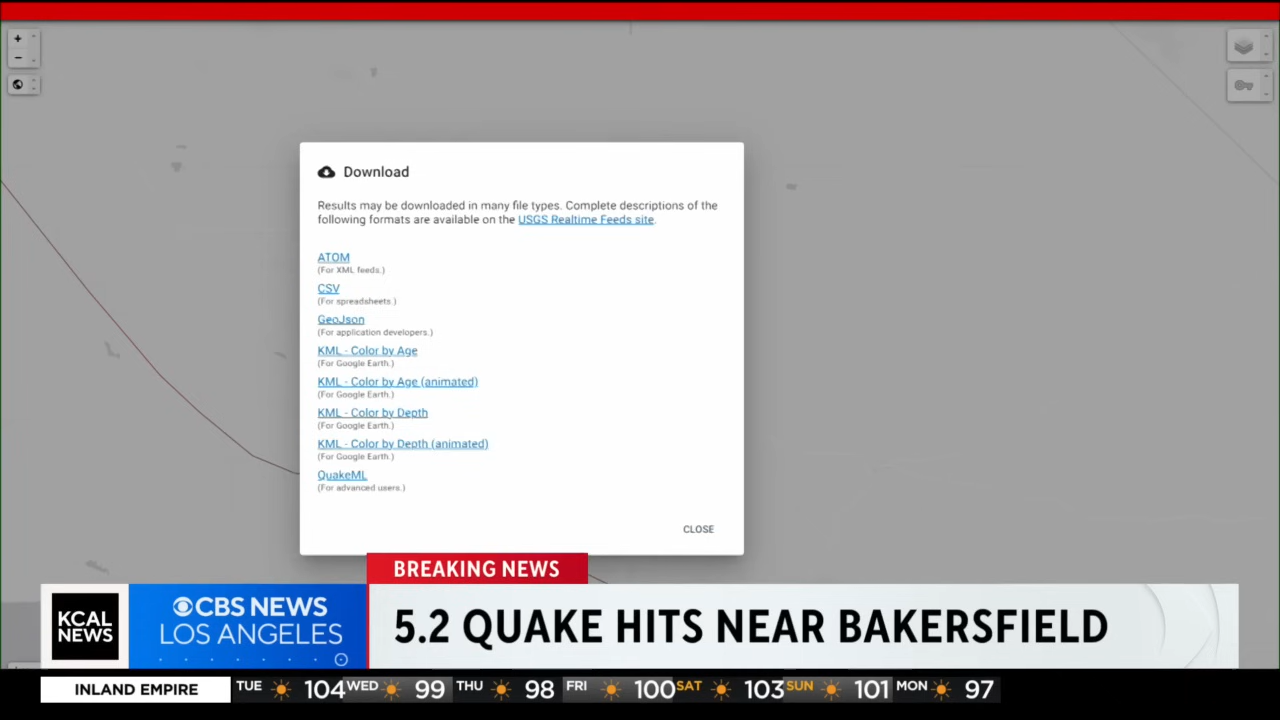 +
−
Download
Results may be downloaded in many file types. Complete descriptions of the
following formats are available on the USGS Realtime Feeds site.
ATOM
(For XML feeds.)
CSV
(For spreadsheets.)
GeoJson
(For application developers.)
KML - Color by Age
(For Google Earth.)
KML - Color by Age (animated)
(For Google Earth.)
KML - Color by Depth
(For Google Earth.)
KML - Color by Depth (animated)
(For Google Earth.)
QuakeML
(For advanced users.)
CLOSE
BREAKING NEWS
KCAL
NEWS
CBS NEWS
LOS ANGELES
5.2 QUAKE HITS NEAR BAKERSFIELD
INLAND EMPIRE TUE 104 WED 99 THU 98 FRI 100 SAT 103 SUN 101 MON 97